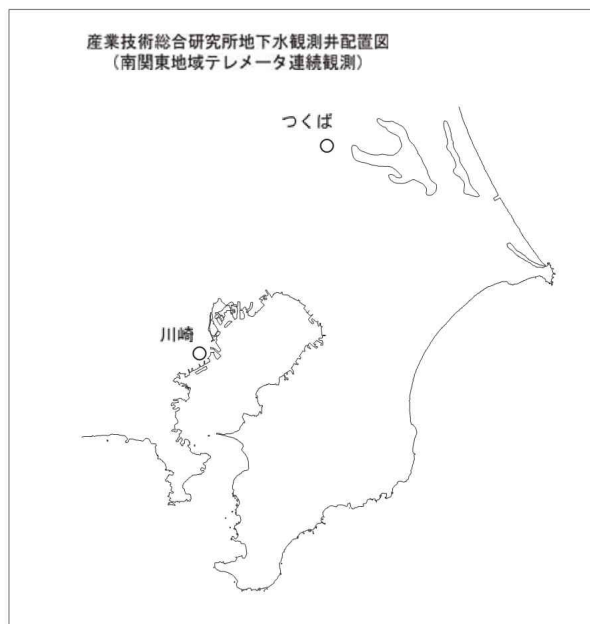 産業技術総合研究所地下水観測井配置図
（南関東地域テレメータ連続観測）
つくば
川崎